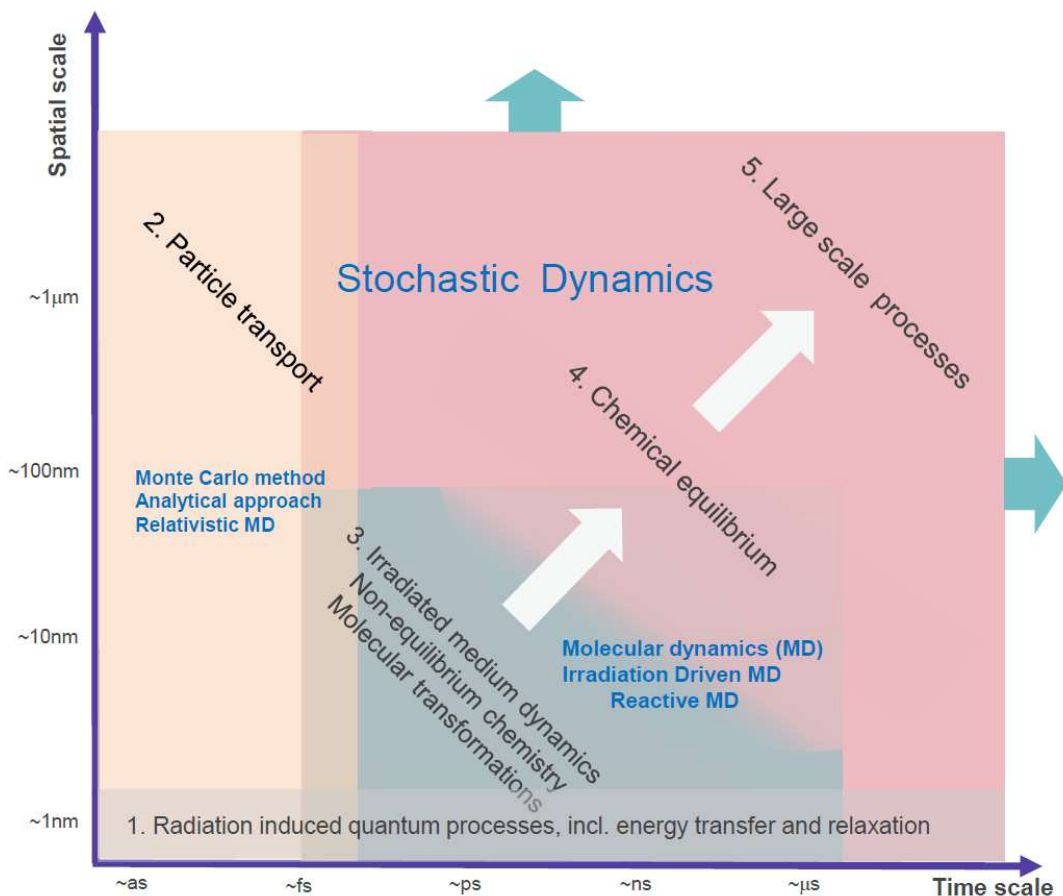 Spatial scale
2. Particle transport
5. Large scale processes
Stochastic Dynamics
~1μm
4. Chemical equilibrium
~100nm
Monte Carlo method
Analytical approach
Relativistic MD
3. Irradiated medium dynamics
Non-equilibrium chemistry
Molecular transformations
~10nm
Molecular dynamics (MD)
Irradiation Driven MD
Reactive MD
~1nm
1. Radiation induced quantum processes, incl. energy transfer and relaxation
~as
~fs
~ps
~ns
~μs
Time scale